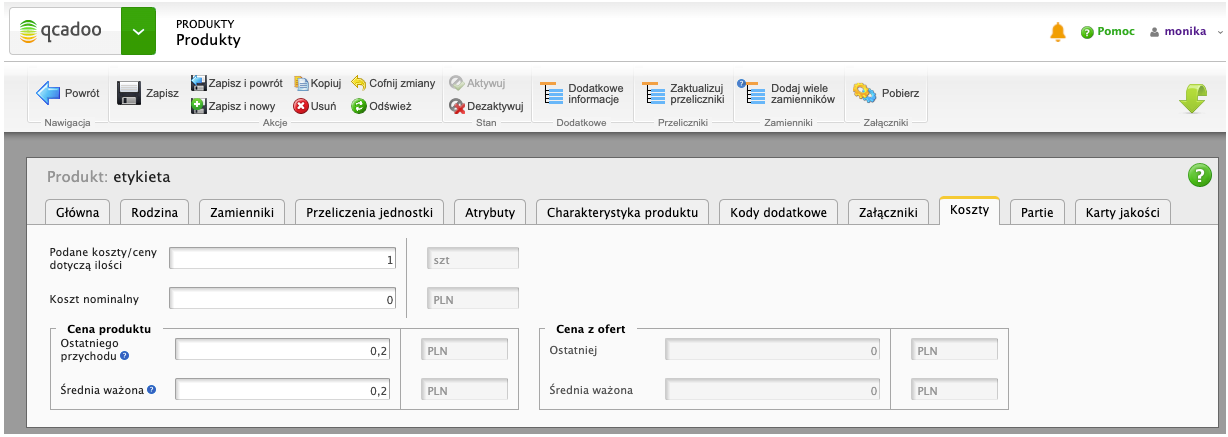 qcadoo
PRODUKTY
Produkty
Pomoc
monika
Powrót
Nawigacja
Zapisz
Zapisz i powrót
Kopiuj
Cofnij zmiany
Zapisz i nowy
Usuń
Odśwież
Akcje
Aktywuj
Dezaktywuj
Stan
Dodatkowe
informacje
Dodatkowe
Zaktualizuj
przeliczniki
Przeliczniki
Dodaj wiele
zamienników
Zamienniki
Pobierz
Załączniki
Produkt: etykieta
Główna
Rodzina
Zamienniki
Przeliczenia jednostki
Atrybuty
Charakterystyka produktu
Kody dodatkowe
Załączniki
Koszty
Partie
Karty jakości
Podane koszty/ceny
dotyczą ilości
1
szt
Koszt nominalny
0
PLN
Cena produktu
Ostatniego
przychodu
0,2
PLN
Średnia ważona
0,2
PLN
Cena z ofert
Ostatniej
0
PLN
Średnia ważona
0
PLN